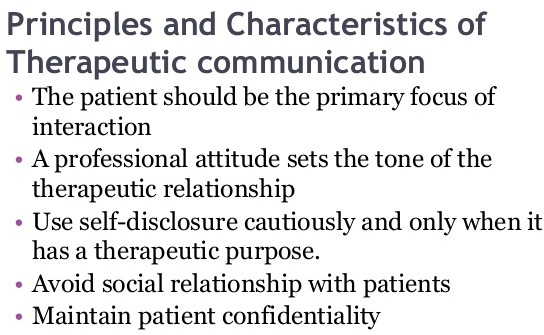 Principles and Characteristics of
Therapeutic communication
• The patient should be the primary focus of
interaction
• A professional attitude sets the tone of the
therapeutic relationship
• Use self-disclosure cautiously and only when it
has a therapeutic purpose.
• Avoid social relationship with patients
• Maintain patient confidentiality